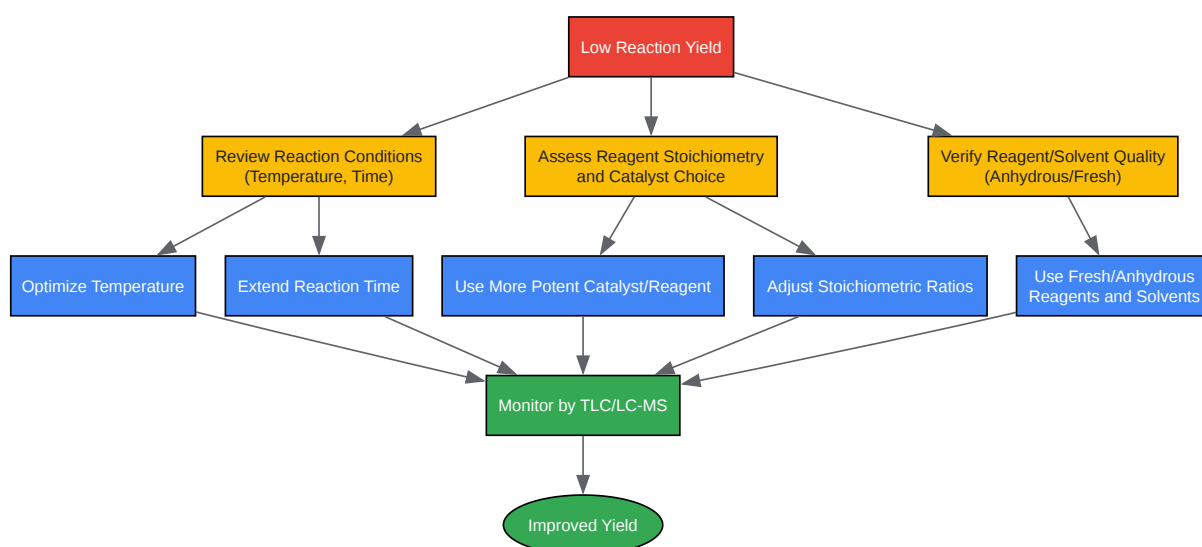 Low Reaction Yield
Review Reaction Conditions
(Temperature, Time)
Assess Reagent Stoichiometry
and Catalyst Choice
Verify Reagent/Solvent Quality
(Anhydrous/Fresh)
Optimize Temperature
Extend Reaction Time
Use More Potent Catalyst/Reagent
Adjust Stoichiometric Ratios
Use Fresh/Anhydrous
Reagents and Solvents
Monitor by TLC/LC-MS
Improved Yield